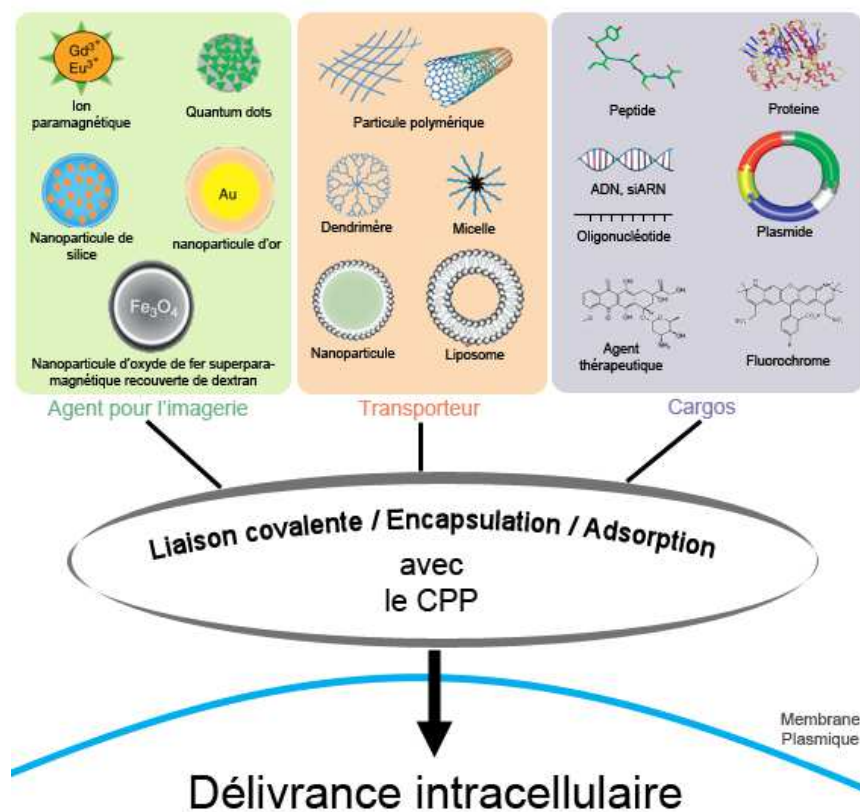 Gd3+
Eu3+
Ion
paramagnétique
Quantum dots
Nanoparticule de
silice
Au
nanoparticule d'or
Fe3O4
Nanoparticule d'oxyde de fer superpara-
magnétique recouverte de dextran
Agent pour l'imagerie
Particule polymérique
Dendrimère
Micelle
Nanoparticule
Liposome
Transporteur
Peptide
Proteine
ADN, siARN
Oligonucléotide
Plasmide
Agent
thérapeutique
Fluorochrome
Cargos
Liaison covalente / Encapsulation / Adsorption
avec
le CPP
Membrane
Plasmique
Délivrance intracellulaire